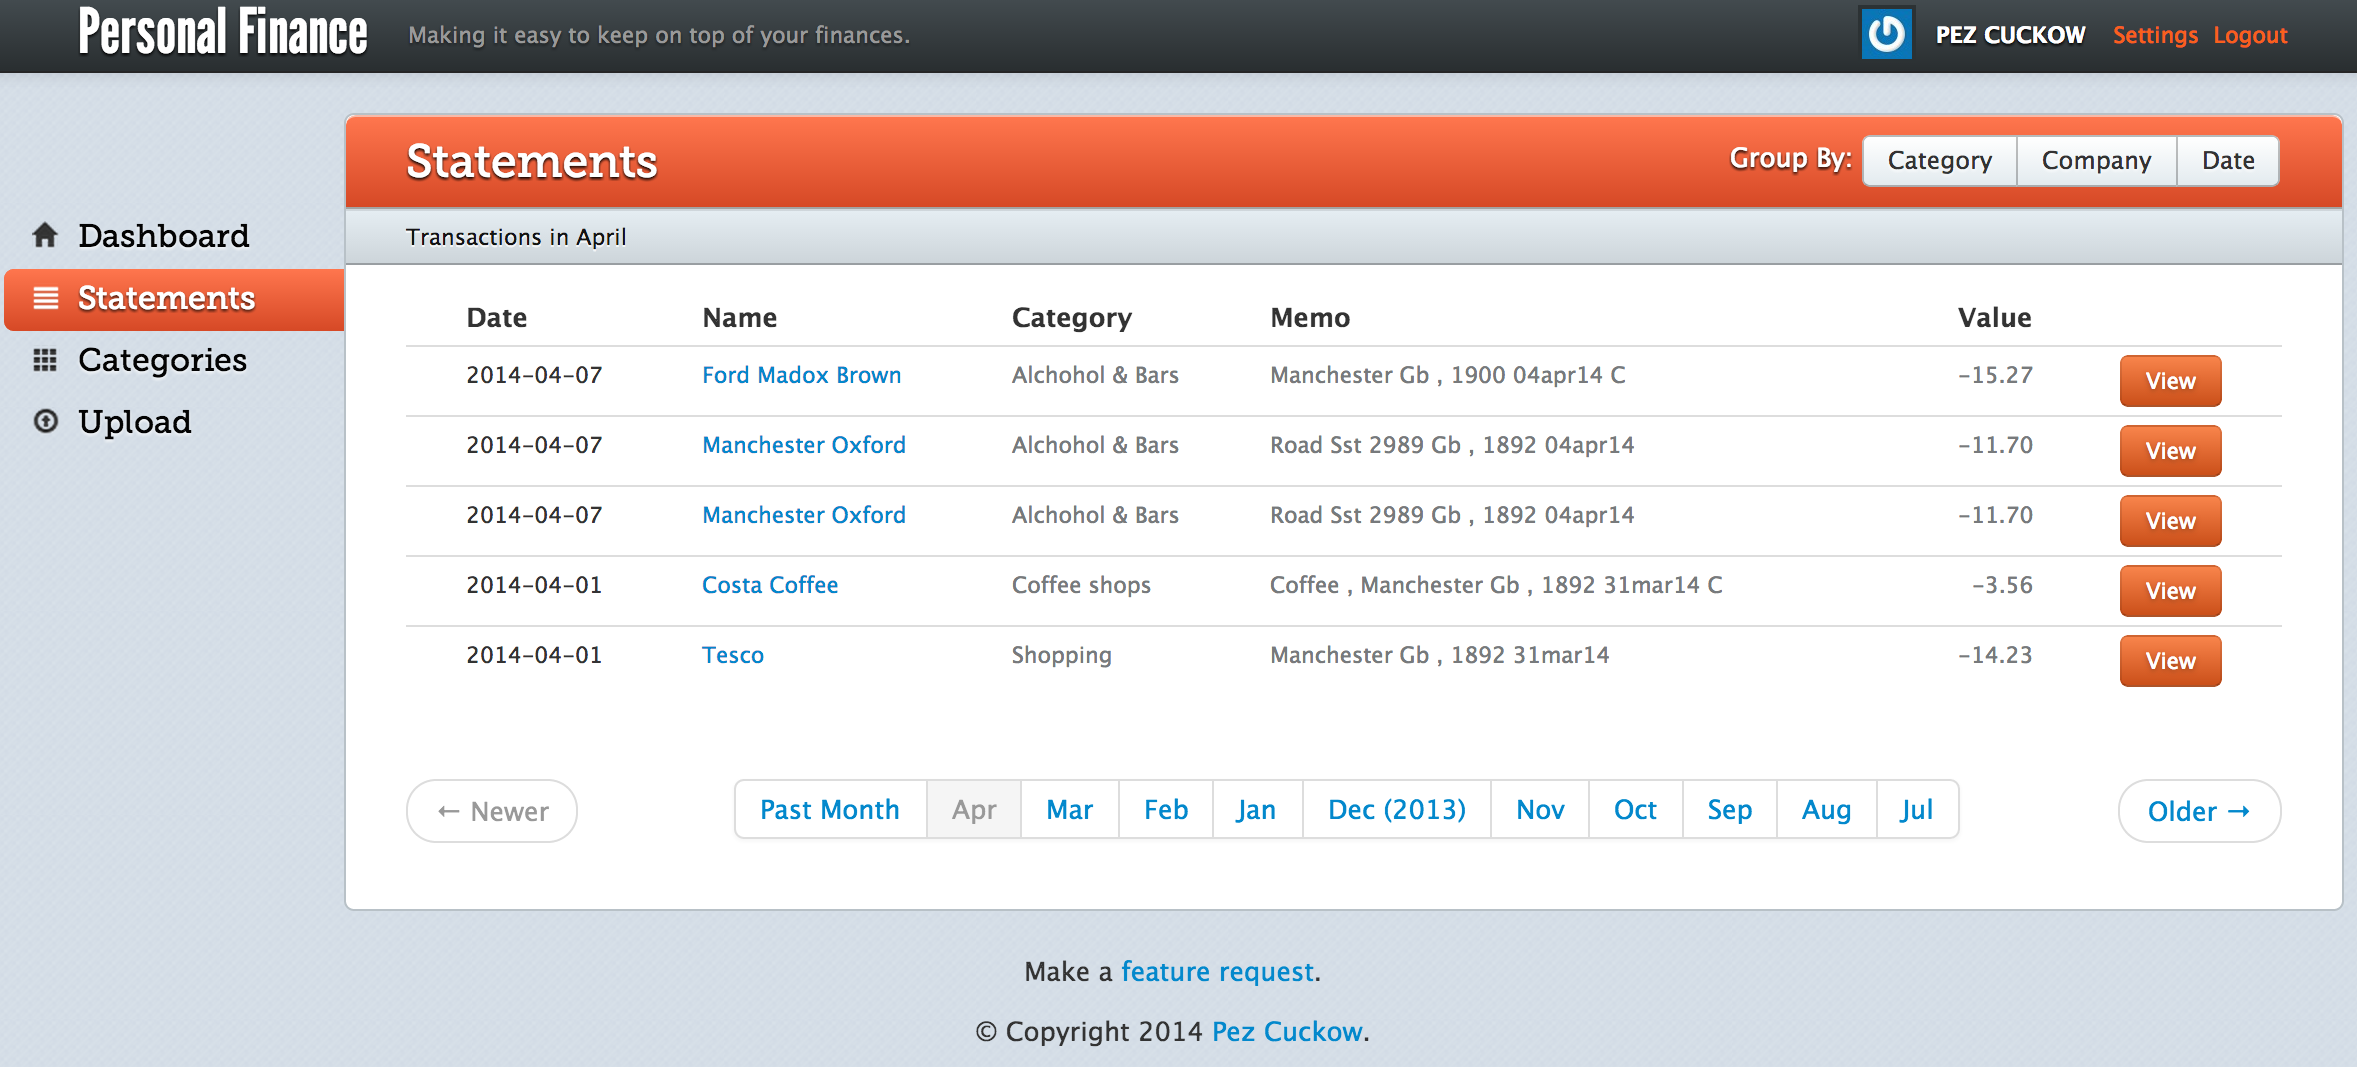 Personal Finance Making it easy to keep on top of your finances. PEZ CUCKOW Settings Logout
Statements Group By: Category Company Date
Transactions in April
Dashboard
Statements
Categories
Upload
Date Name Category Memo Value
2014-04-07 Ford Madox Brown Alchohol & Bars Manchester Gb , 1900 04apr14 C -15.27 View
2014-04-07 Manchester Oxford Alchohol & Bars Road Sst 2989 Gb , 1892 04apr14 -11.70 View
2014-04-07 Manchester Oxford Alchohol & Bars Road Sst 2989 Gb , 1892 04apr14 -11.70 View
2014-04-01 Costa Coffee Coffee shops Coffee , Manchester Gb , 1892 31mar14 C -3.56 View
2014-04-01 Tesco Shopping Manchester Gb , 1892 31mar14 -14.23 View
← Newer Past Month Apr Mar Feb Jan Dec (2013) Nov Oct Sep Aug Jul Older →
Make a feature request.
© Copyright 2014 Pez Cuckow.